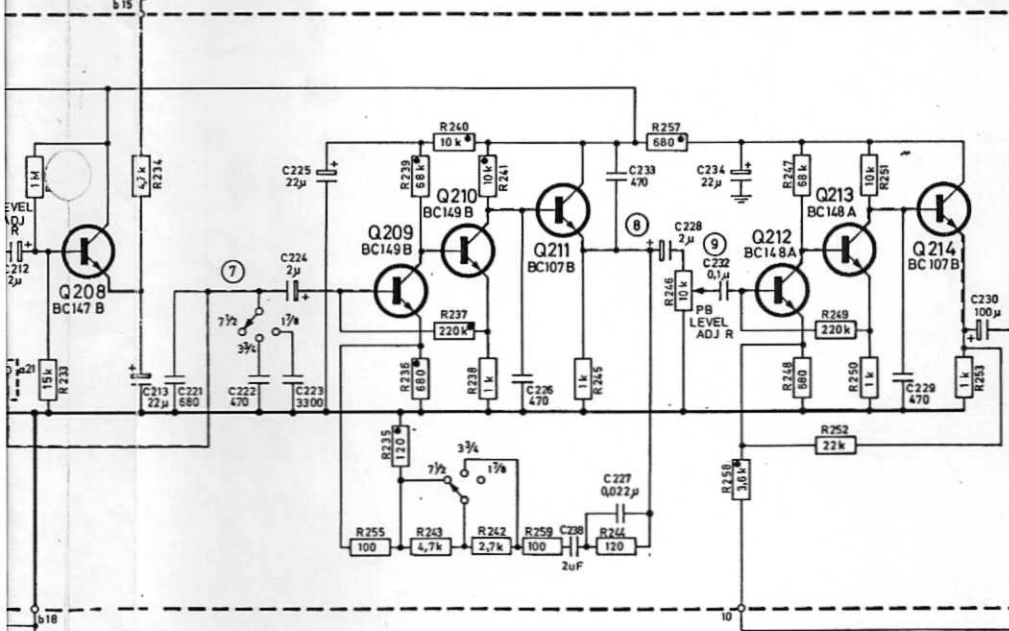 b15
R240
10k
R257
680
1M
R234
4,7k
C225
22µ
R239
68k
R241
10k
C233
470
C234
22µ
R247
68k
R251
10k
Q210
BC149B
Q213
BC148A
LEVEL
ADJ
R
C212
2µ
Q208
BC147 B
7
C224
2µ
Q209
BC149B
Q211
BC107B
8
C228
2µ
9
C232
0,1µ
Q212
BC148A
Q214
BC107B
C230
100µ
7½
3¾
1⅞
R237
220k
R246
10k
PB
LEVEL
ADJ R
R249
220k
a21
15k
R233
C213
22µ
C221
680
C222
470
C223
3300
R236
680
R238
1k
C226
470
R245
1k
R248
680
R250
1k
C229
470
R253
1k
R235
120
R252
22k
3¾
7½
1⅞
C227
0,022µ
R258
3,6k
R255
100
R243
4,7k
R242
2,7k
R259
100
C238
2uF
R244
120
b18
10